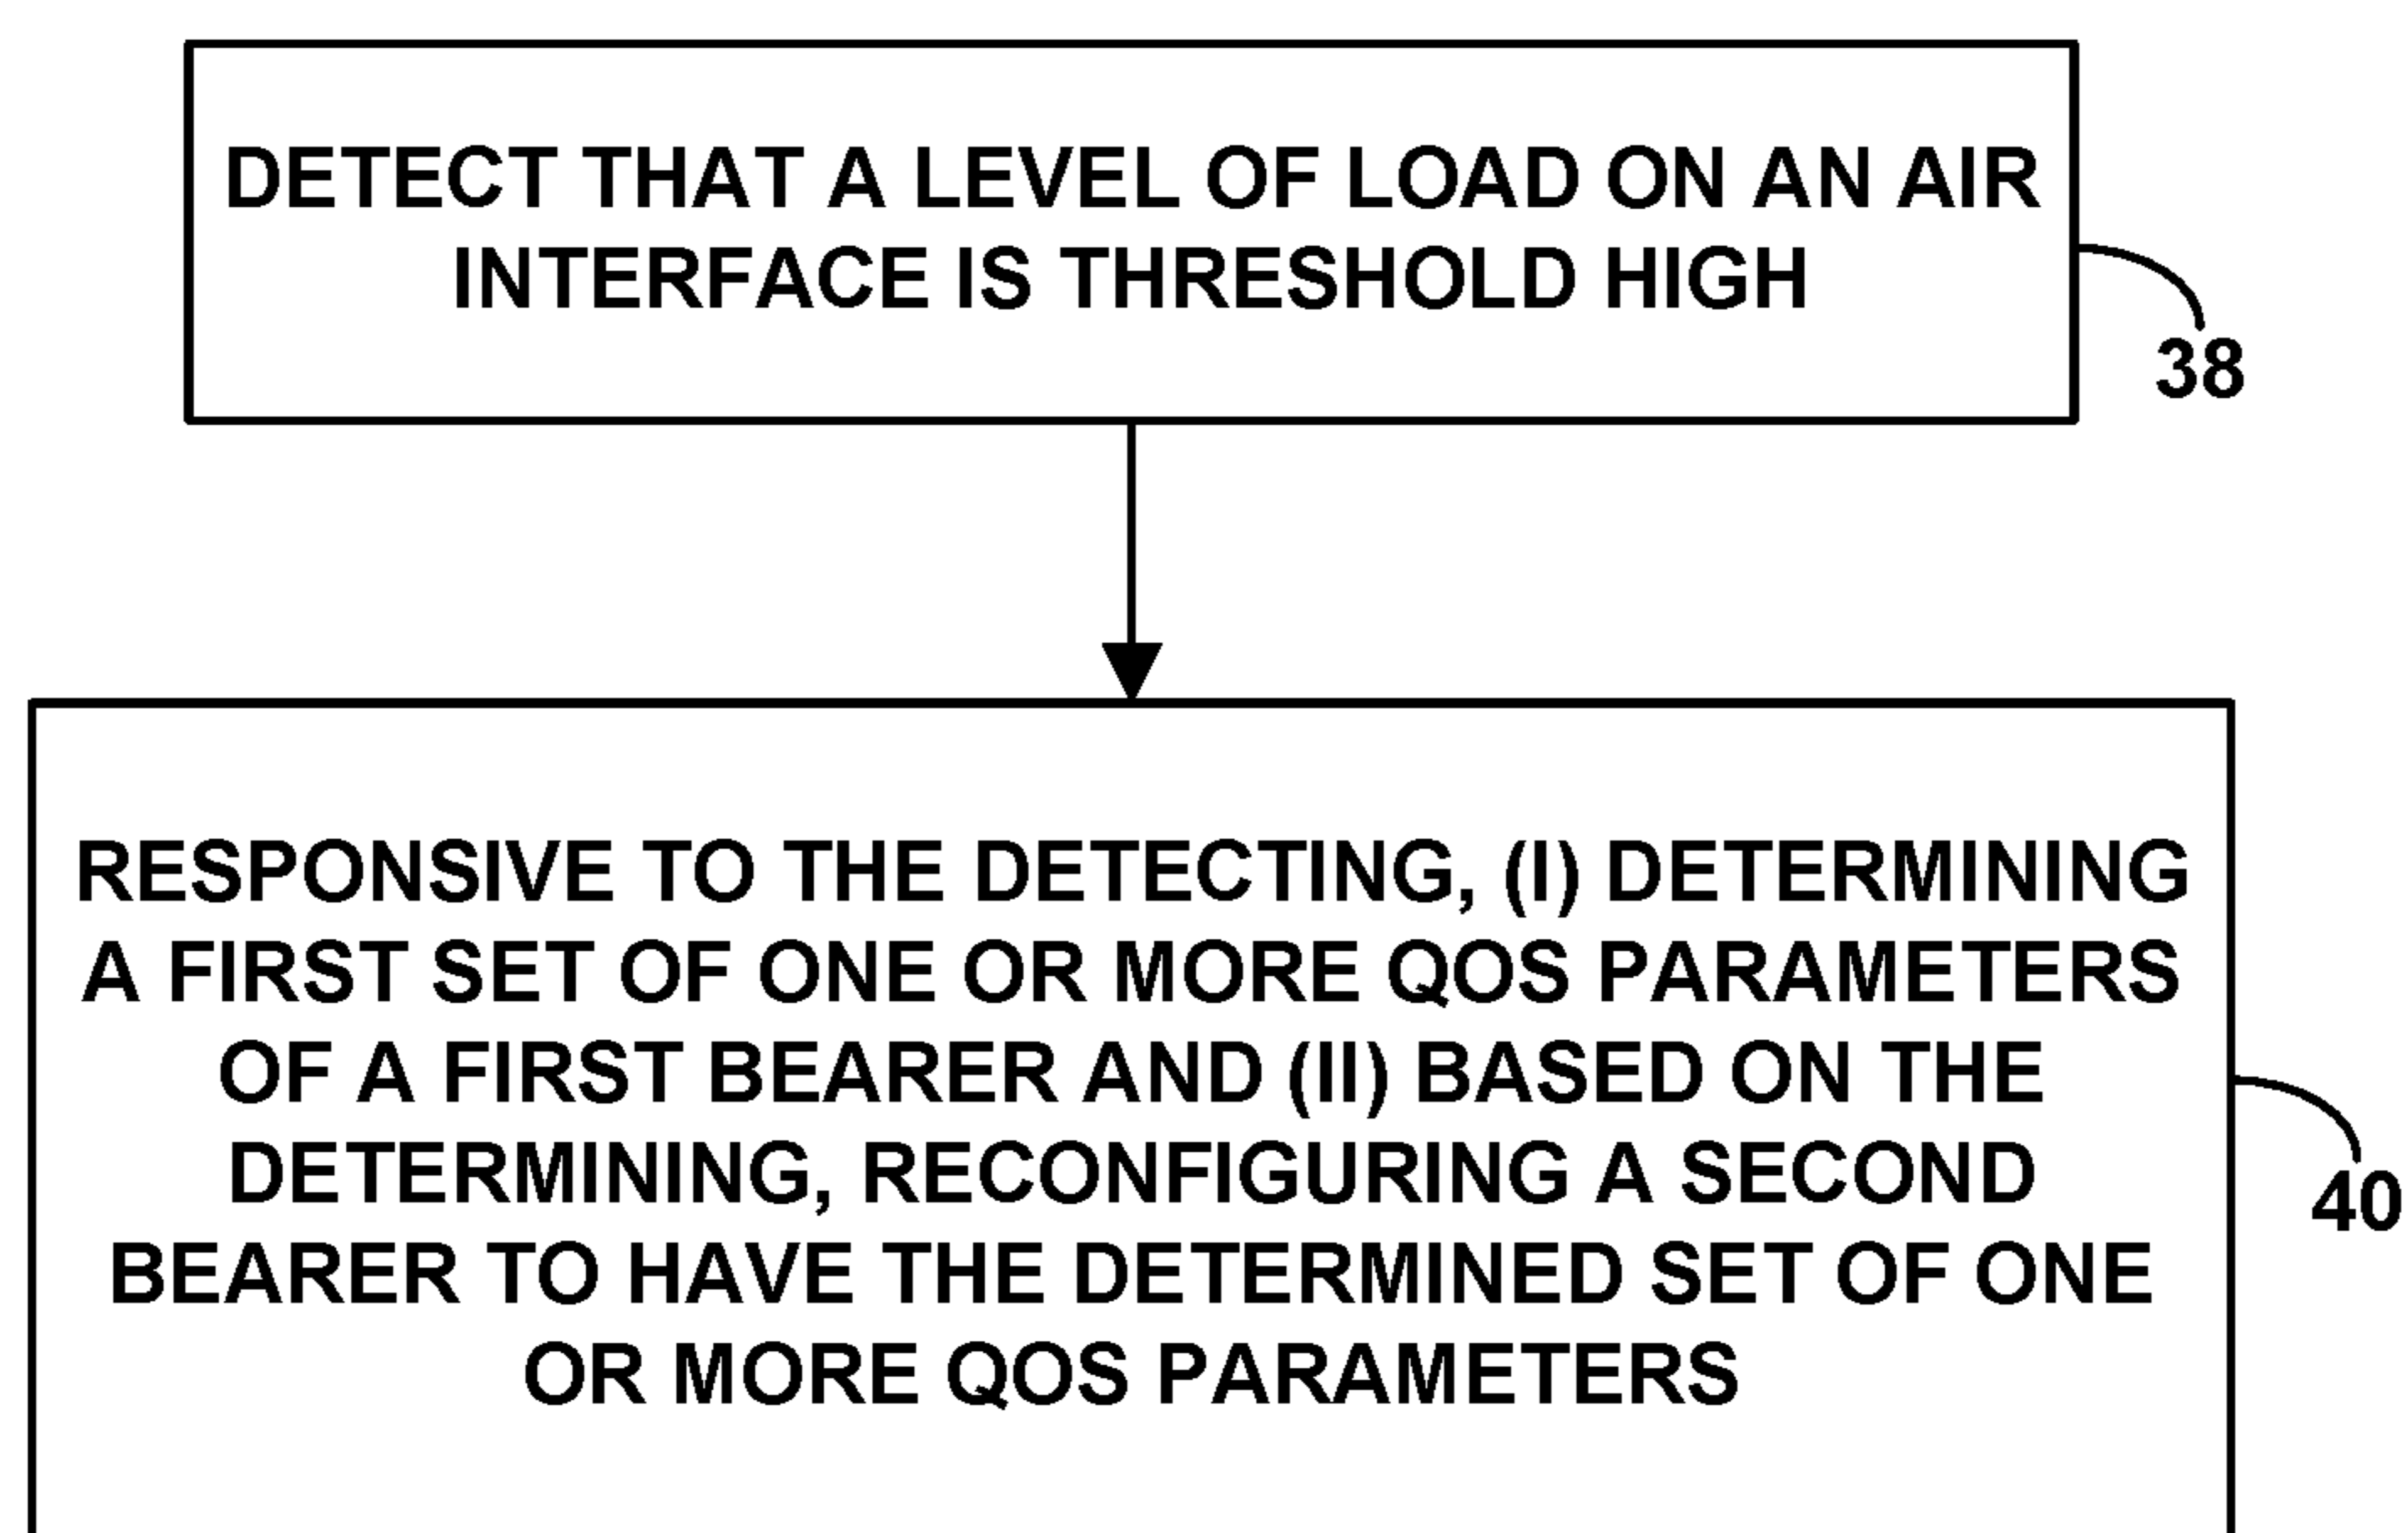 DETECT THAT A LEVEL OF LOAD ON AN AIR
INTERFACE IS THRESHOLD HIGH
38
RESPONSIVE TO THE DETECTING, (I) DETERMINING
A FIRST SET OF ONE OR MORE QOS PARAMETERS
OF A FIRST BEARER AND (II) BASED ON THE
DETERMINING, RECONFIGURING A SECOND
BEARER TO HAVE THE DETERMINED SET OF ONE
OR MORE QOS PARAMETERS
40